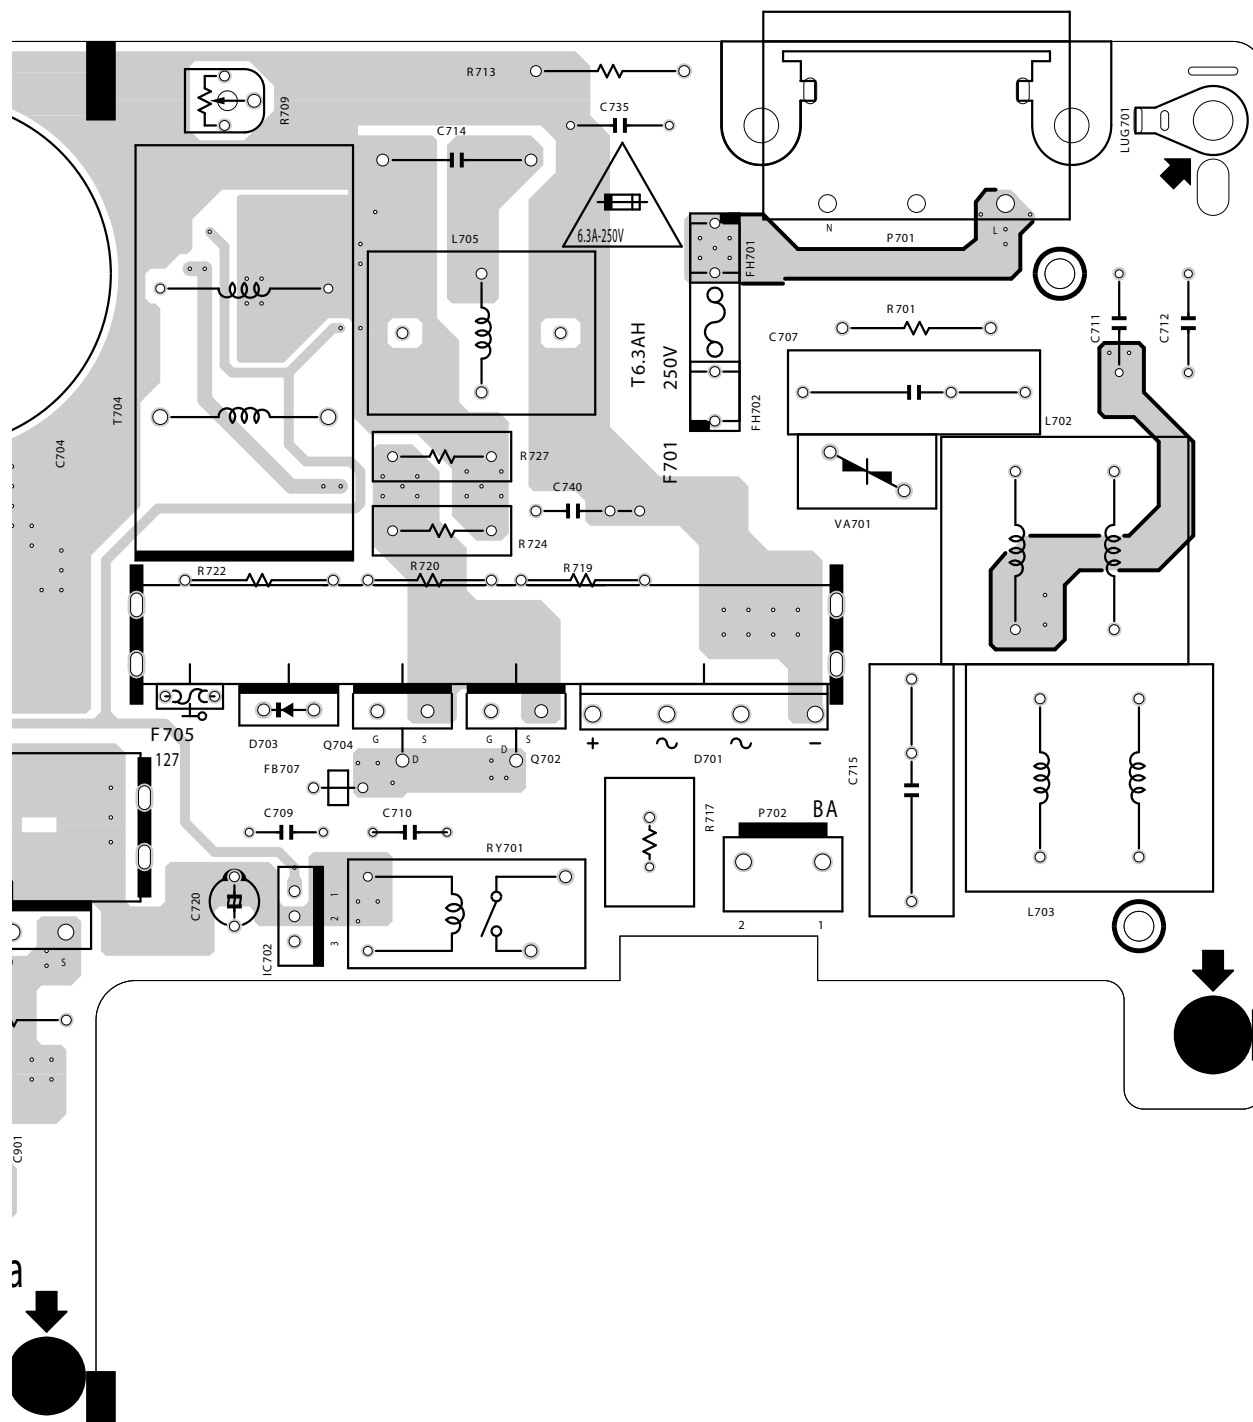 R713
R709
C735
C714
LUG701
6.3A-250V
N
L
P701
L705
FH701
R701
C711
C712
C707
T6.3AH
250V
T704
C704
FH702
L702
F701
R727
C740
VA701
R724
R722
R720
R719
F705
127
D703
Q704
G
S
D
G
D
S
Q702
+
D701
−
C715
FB707
C709
C710
R717
P702
BA
RY701
C720
IC702
1
2
3
2
1
L703
S
C901
a